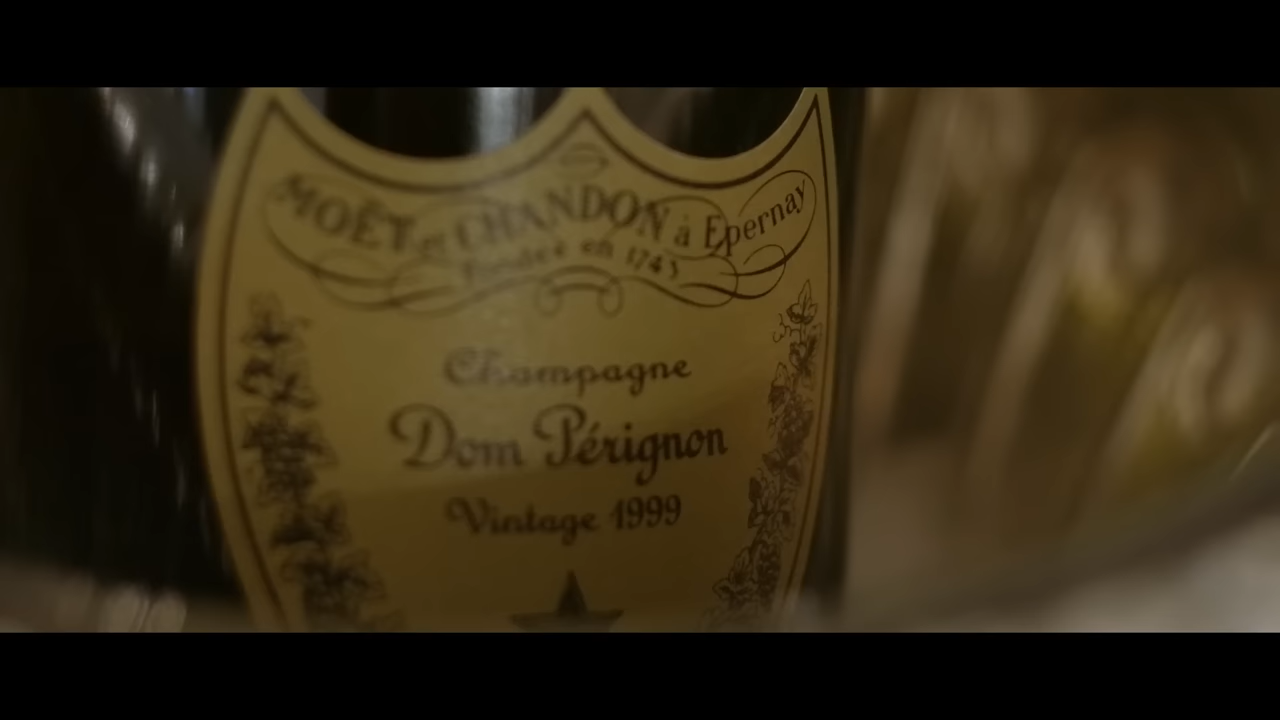 MOËT et CHANDON à Epernay
Fondée en 1743
Champagne
Dom Pérignon
Vintage 1999